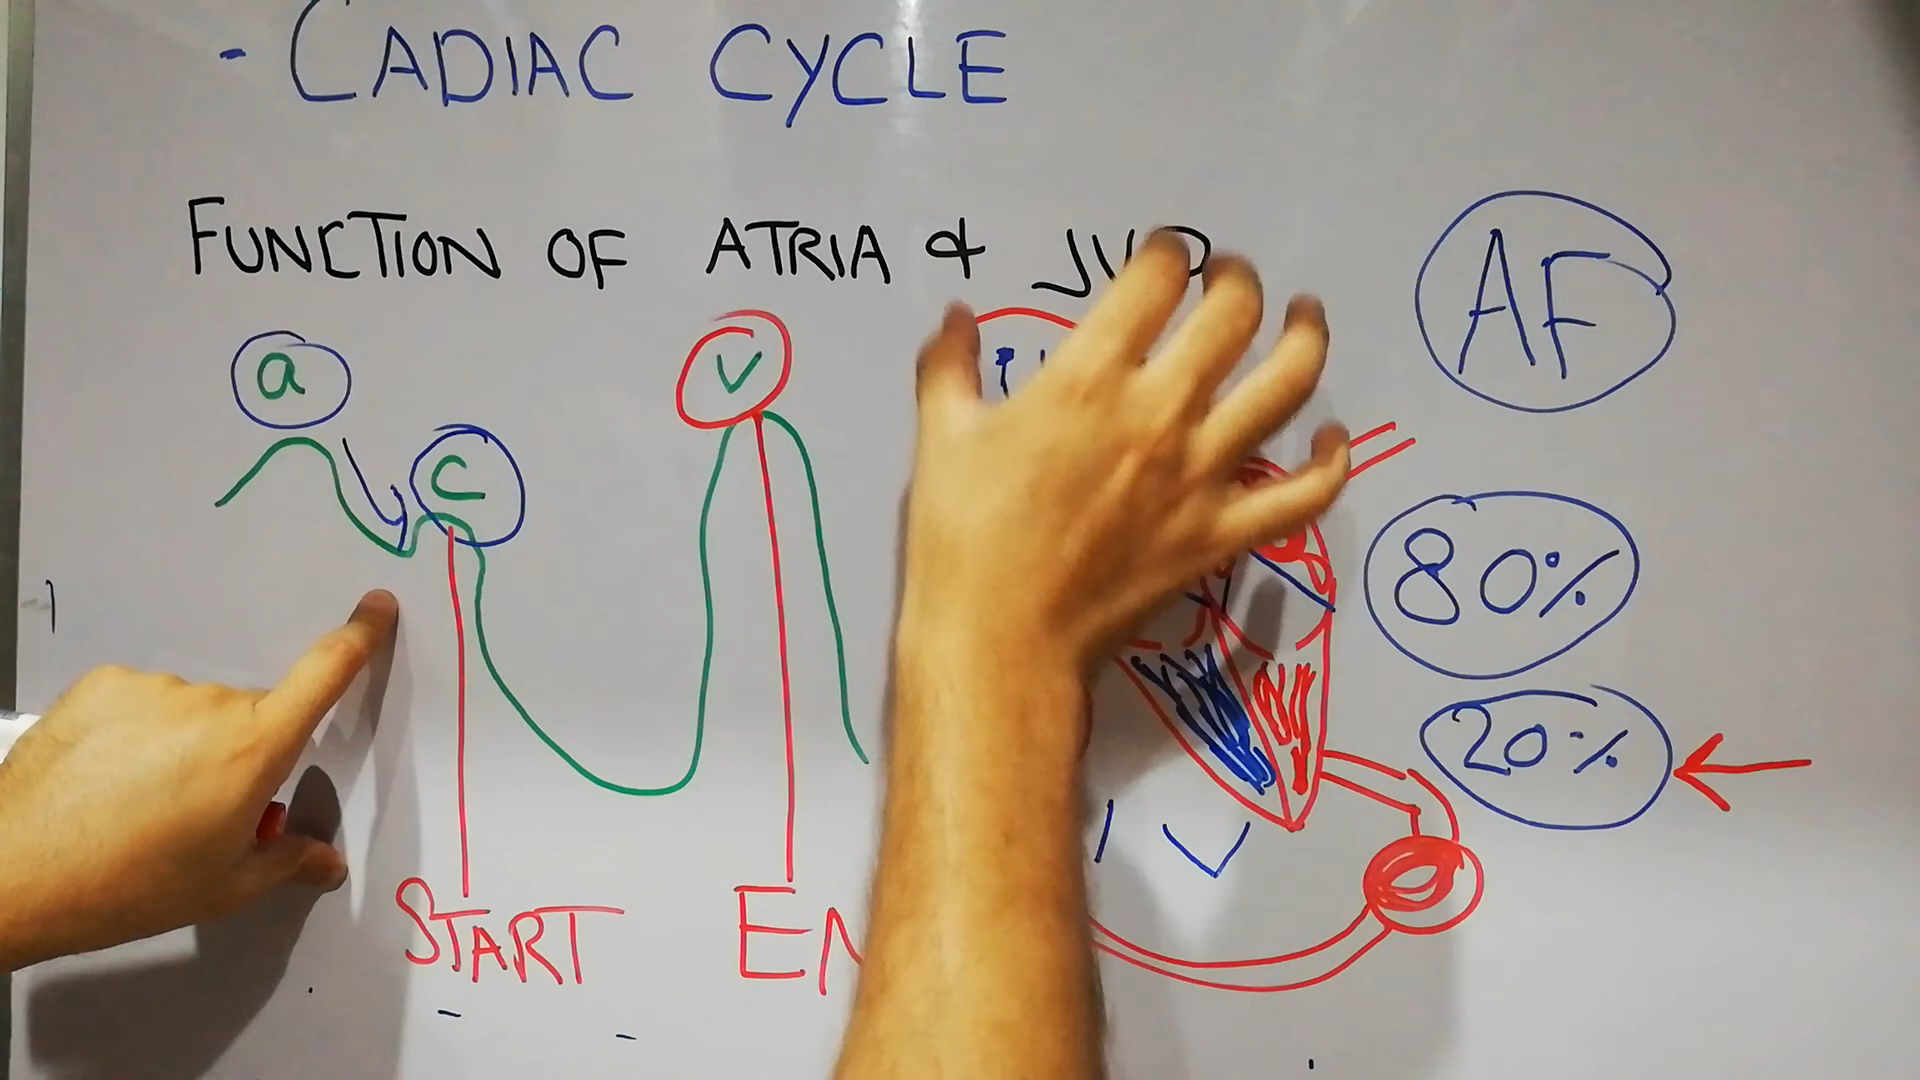 - CADIAC CYCLE
FUNCTION OF ATRIA &
AF
a
V
C
80%
20%
I V
START